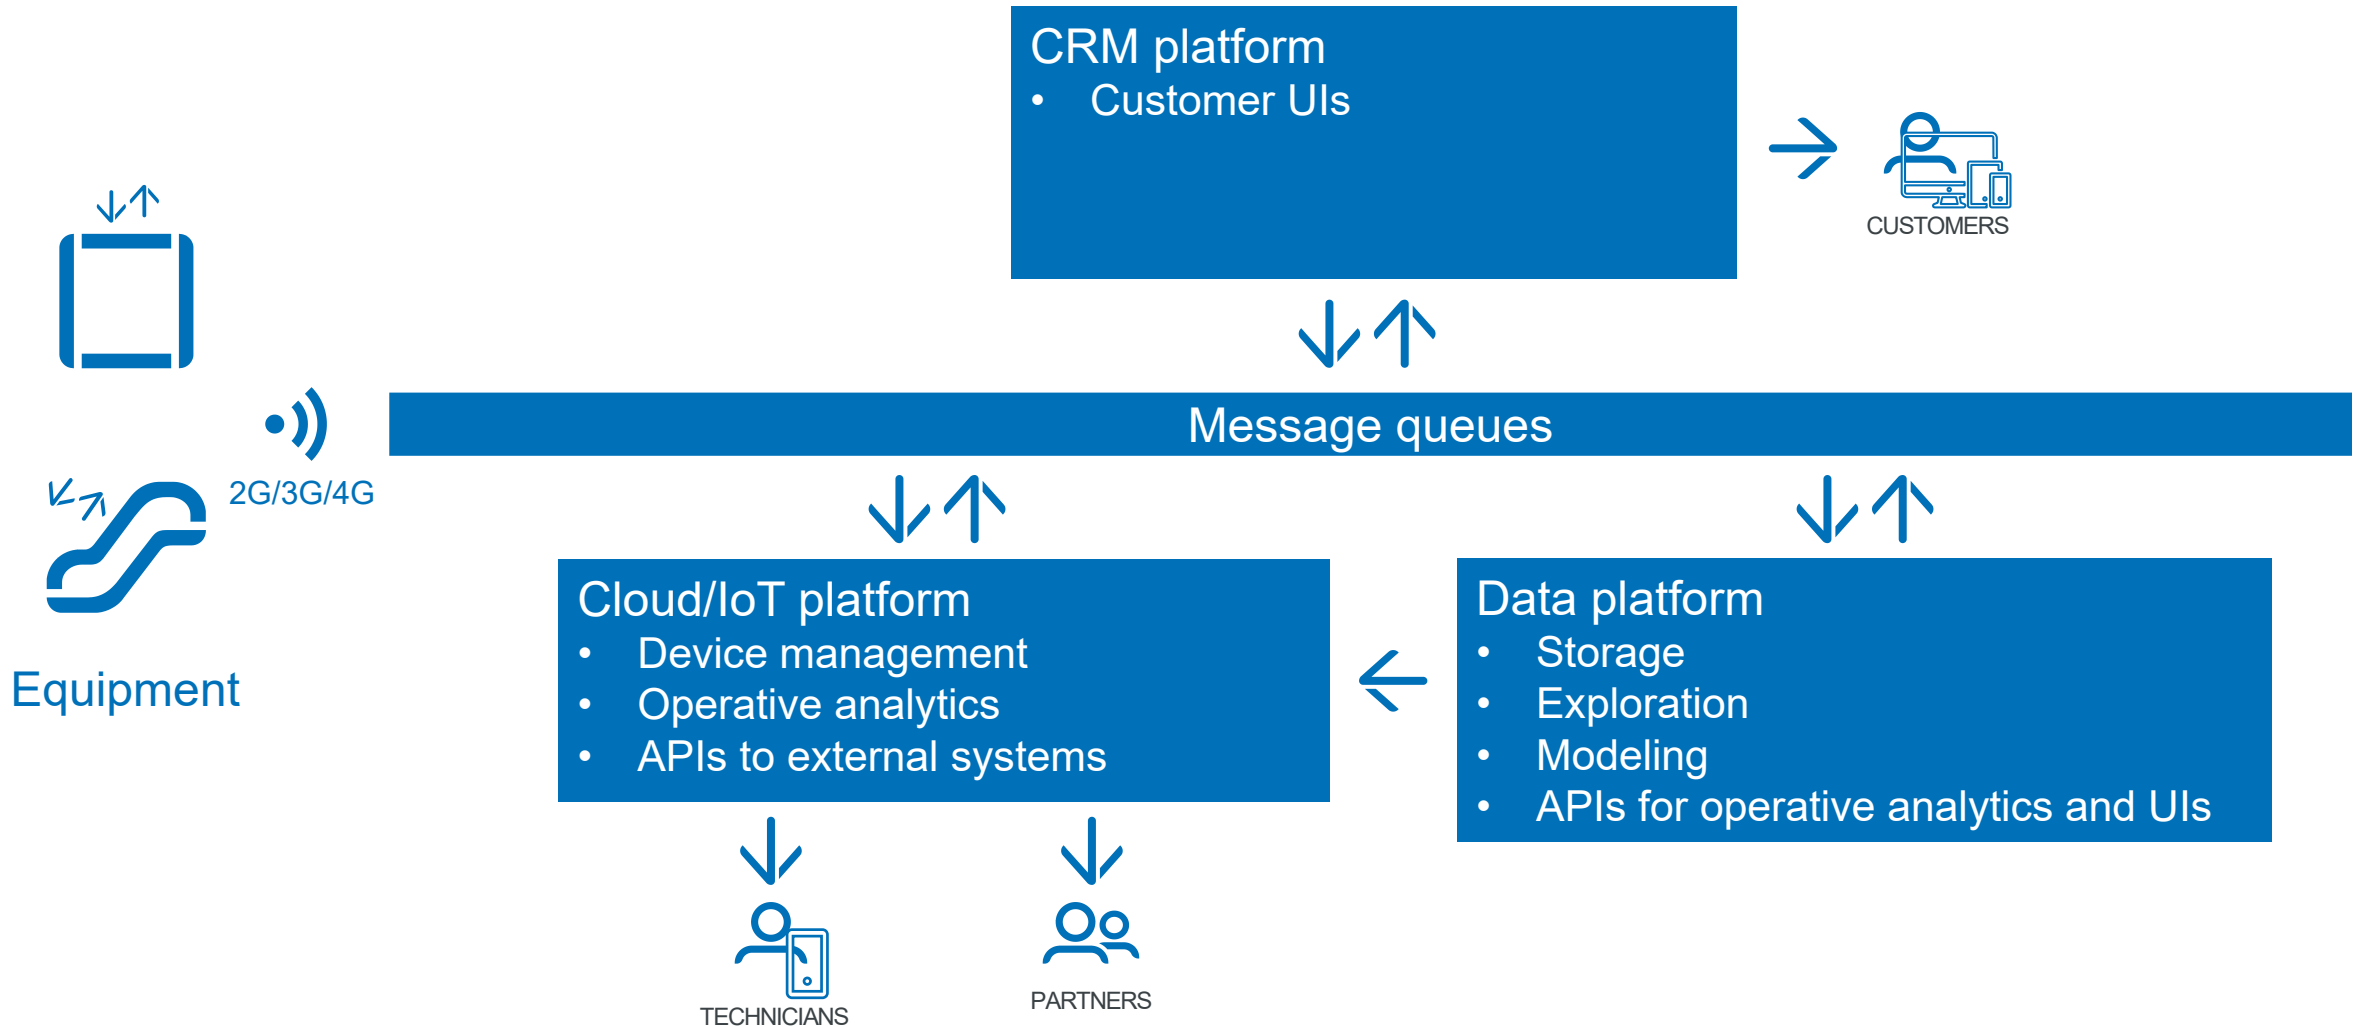 CRM platform
• Customer UIs
CUSTOMERS
Message queues
2G/3G/4G
Equipment
Cloud/IoT platform
• Device management
• Operative analytics
• APIs to external systems
Data platform
• Storage
• Exploration
• Modeling
• APIs for operative analytics and UIs
TECHNICIANS
PARTNERS